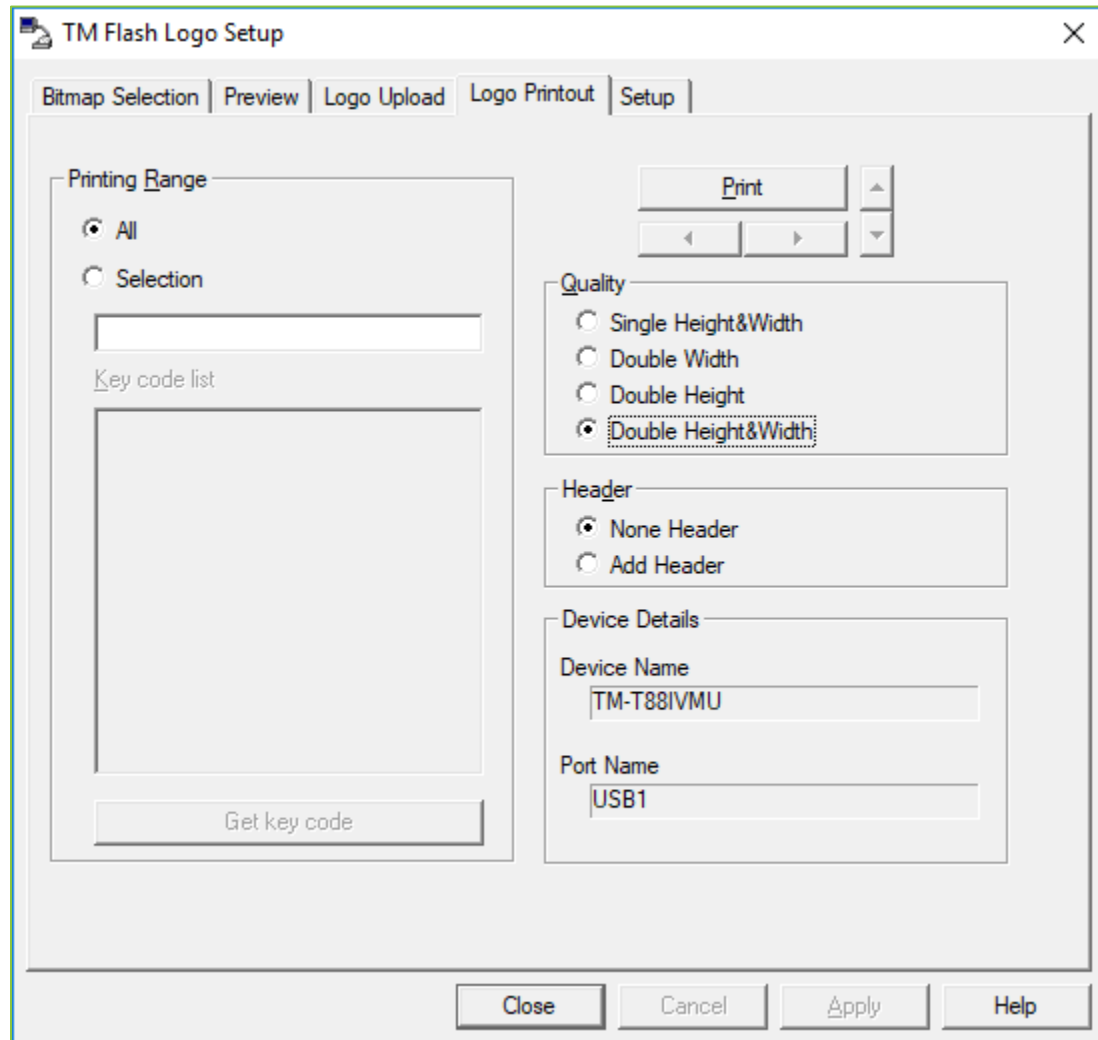 TM Flash Logo Setup
Bitmap Selection
Preview
Logo Upload
Logo Printout
Setup
Printing Range
All
Selection
Key code list
Get key code
Print
Quality
Single Height&Width
Double Width
Double Height
Double Height&Width
Header
None Header
Add Header
Device Details
Device Name
TM-T88IVMU
Port Name
USB1
Close
Cancel
Apply
Help